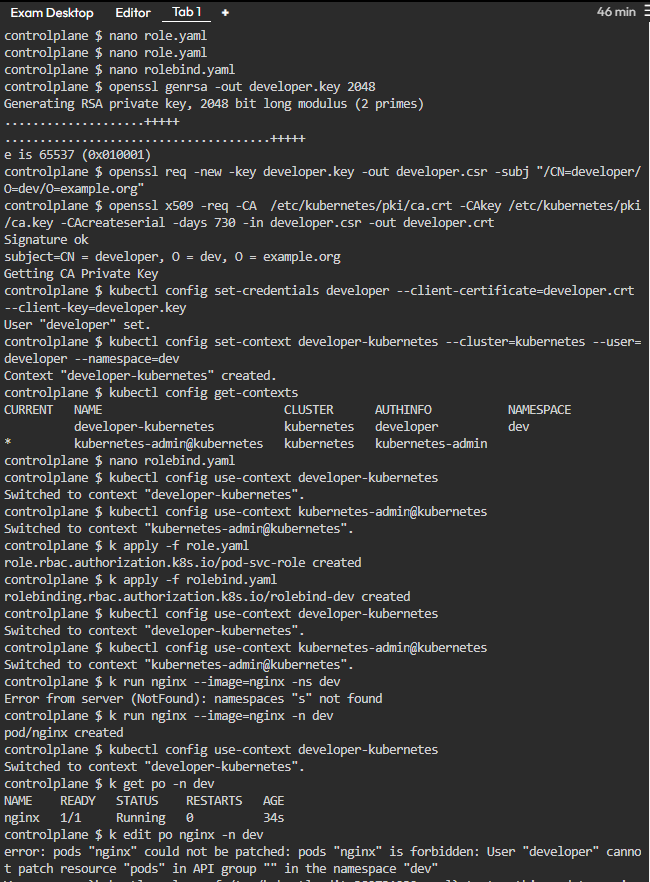 Exam Desktop Editor Tab 1 + 46 min
controlplane $ nano role.yaml
controlplane $ nano role.yaml
controlplane $ nano rolebind.yaml
controlplane $ openssl genrsa -out developer.key 2048
Generating RSA private key, 2048 bit long modulus (2 primes)
....................+++++
......................................+++++
e is 65537 (0x010001)
controlplane $ openssl req -new -key developer.key -out developer.csr -subj "/CN=developer/
O=dev/O=example.org"
controlplane $ openssl x509 -req -CA  /etc/kubernetes/pki/ca.crt -CAkey /etc/kubernetes/pki
/ca.key -CAcreateserial -days 730 -in developer.csr -out developer.crt
Signature ok
subject=CN = developer, O = dev, O = example.org
Getting CA Private Key
controlplane $ kubectl config set-credentials developer --client-certificate=developer.crt
--client-key=developer.key
User "developer" set.
controlplane $ kubectl config set-context developer-kubernetes --cluster=kubernetes --user=
developer --namespace=dev
Context "developer-kubernetes" created.
controlplane $ kubectl config get-contexts
CURRENT   NAME                          CLUSTER      AUTHINFO           NAMESPACE
          developer-kubernetes          kubernetes   developer          dev
*         kubernetes-admin@kubernetes   kubernetes   kubernetes-admin
controlplane $ nano rolebind.yaml
controlplane $ kubectl config use-context developer-kubernetes
Switched to context "developer-kubernetes".
controlplane $ kubectl config use-context kubernetes-admin@kubernetes
Switched to context "kubernetes-admin@kubernetes".
controlplane $ k apply -f role.yaml
role.rbac.authorization.k8s.io/pod-svc-role created
controlplane $ k apply -f rolebind.yaml
rolebinding.rbac.authorization.k8s.io/rolebind-dev created
controlplane $ kubectl config use-context developer-kubernetes
Switched to context "developer-kubernetes".
controlplane $ kubectl config use-context kubernetes-admin@kubernetes
Switched to context "kubernetes-admin@kubernetes".
controlplane $ k run nginx --image=nginx -ns dev
Error from server (NotFound): namespaces "s" not found
controlplane $ k run nginx --image=nginx -n dev
pod/nginx created
controlplane $ kubectl config use-context developer-kubernetes
Switched to context "developer-kubernetes".
controlplane $ k get po -n dev
NAME    READY   STATUS    RESTARTS   AGE
nginx   1/1     Running   0          34s
controlplane $ k edit po nginx -n dev
error: pods "nginx" could not be patched: pods "nginx" is forbidden: User "developer" canno
t patch resource "pods" in API group "" in the namespace "dev"